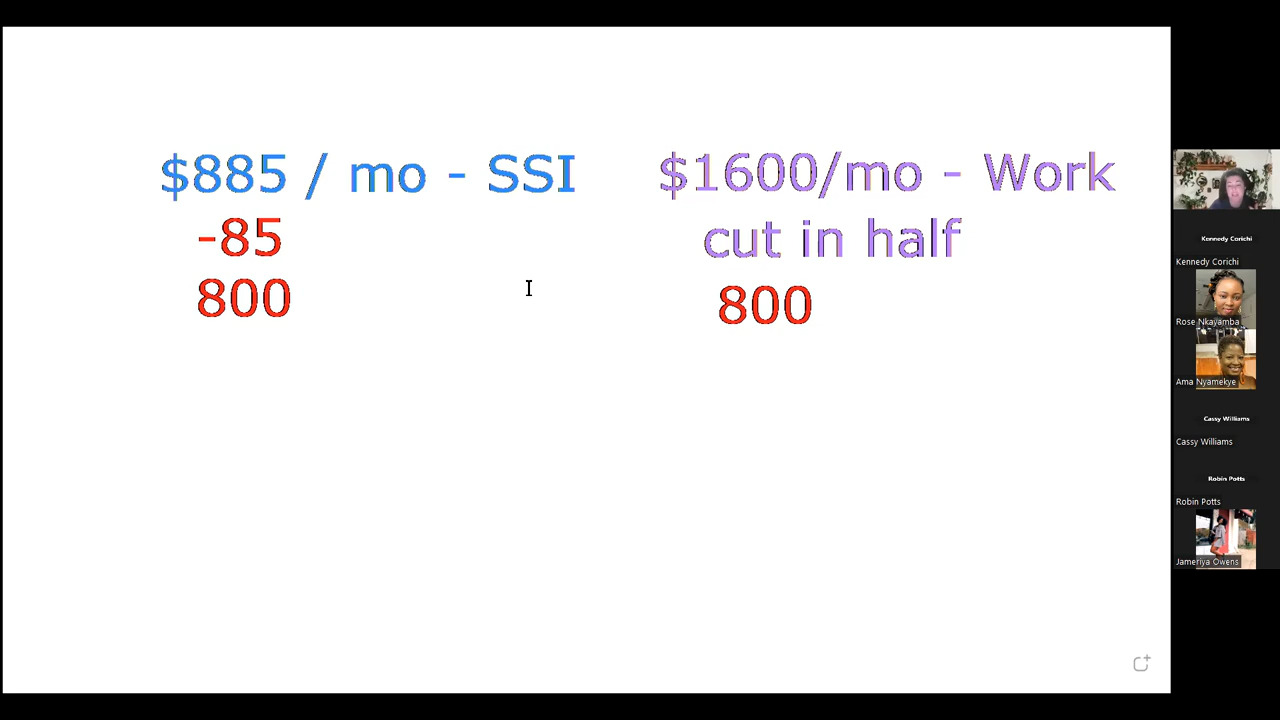 $885 / mo - SSI
-85
800
$1600/mo - Work
cut in half
800
Kennedy Corichi
Kennedy Corichi
Rose Nkayamba
Ama Nyamekye
Cassy Williams
Cassy Williams
Robin Potts
Robin Potts
Jameriya Owens